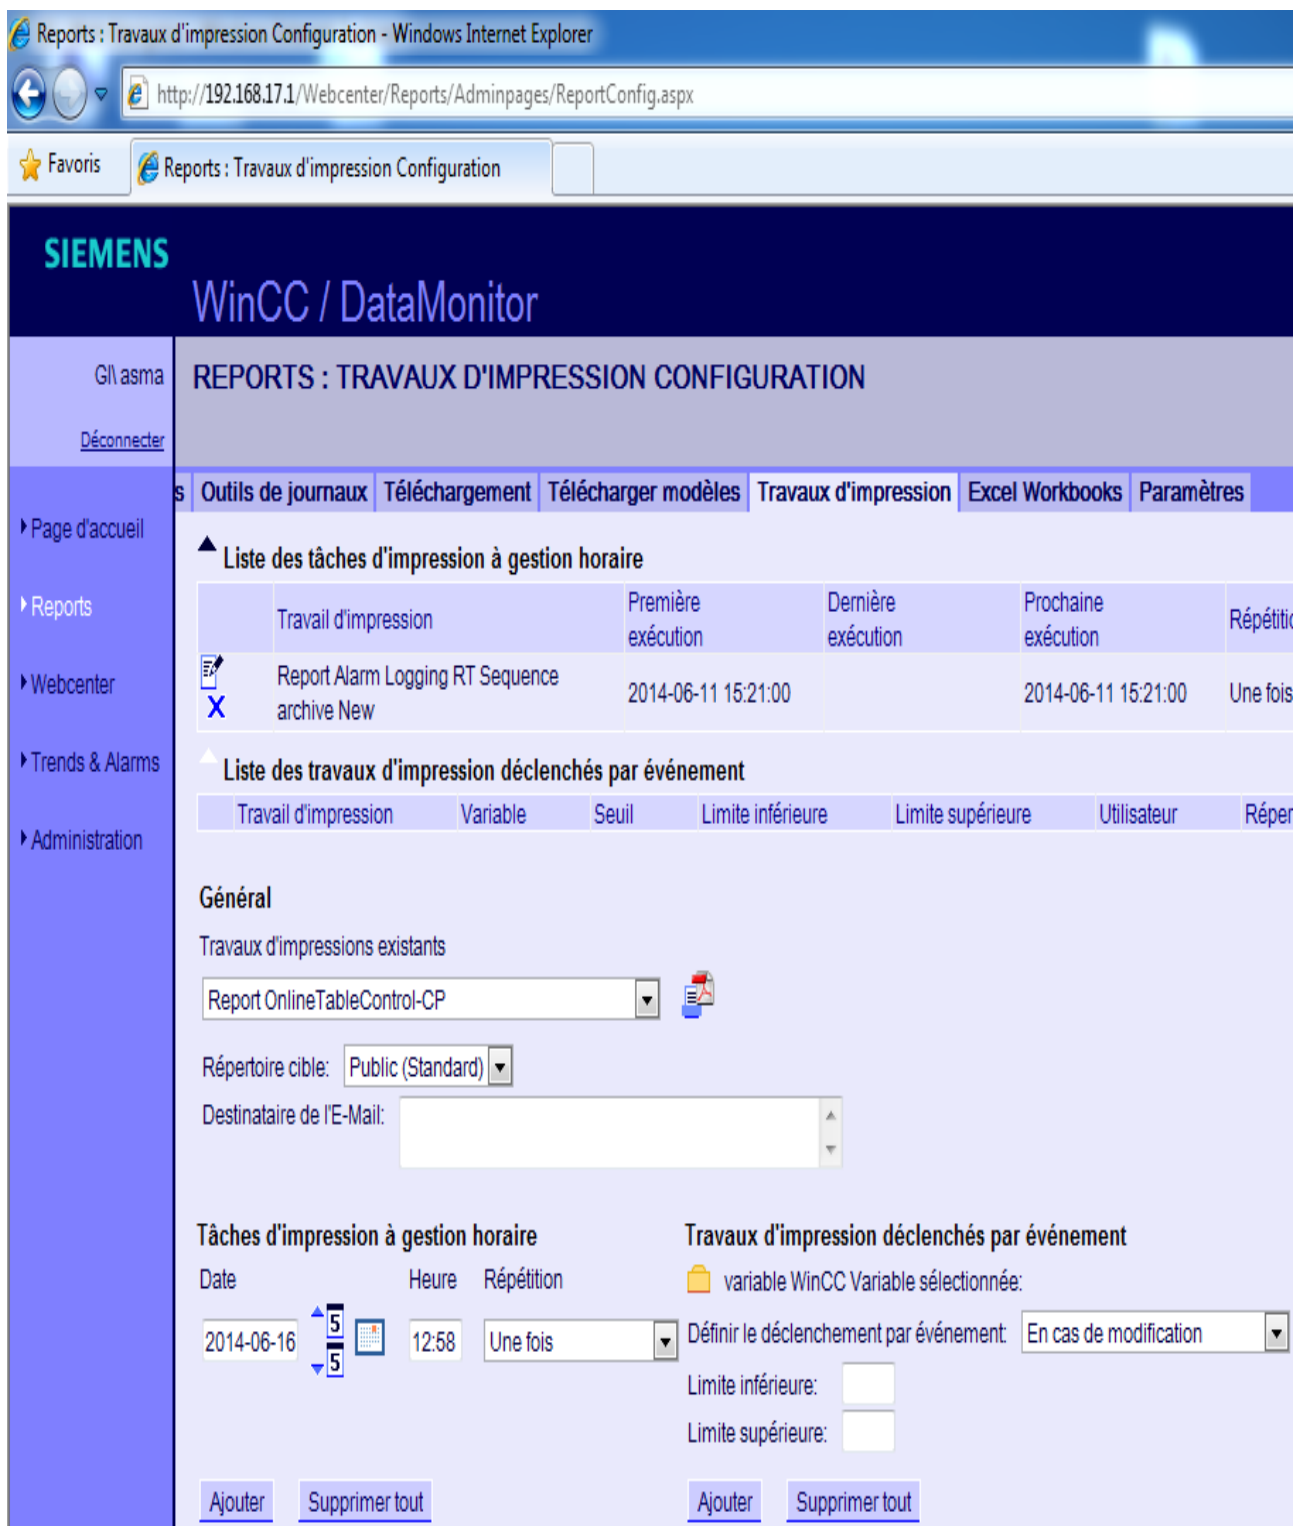 Reports : Travaux d'impression Configuration - Windows Internet Explorer
http://192.168.17.1/Webcenter/Reports/Adminpages/ReportConfig.aspx
Favoris
Reports : Travaux d'impression Configuration
SIEMENS
WinCC / DataMonitor
GI\ asma
Déconnecter
REPORTS : TRAVAUX D'IMPRESSION CONFIGURATION
s Outils de journaux Téléchargement Télécharger modèles Travaux d'impression Excel Workbooks Paramètres
Page d'accueil
Reports
Webcenter
Trends & Alarms
Administration
Liste des tâches d'impression à gestion horaire
Travail d'impression Première exécution Dernière exécution Prochaine exécution Répétitio
Report Alarm Logging RT Sequence archive New 2014-06-11 15:21:00 2014-06-11 15:21:00 Une fois
X
Liste des travaux d'impression déclenchés par événement
Travail d'impression Variable Seuil Limite inférieure Limite supérieure Utilisateur Réper
Général
Travaux d'impressions existants
Report OnlineTableControl-CP
Répertoire cible: Public (Standard)
Destinataire de l'E-Mail:
Tâches d'impression à gestion horaire
Date Heure Répétition
2014-06-16 5 5 12:58 Une fois
Ajouter Supprimer tout
Travaux d'impression déclenchés par événement
variable WinCC Variable sélectionnée:
Définir le déclenchement par événement: En cas de modification
Limite inférieure:
Limite supérieure:
Ajouter Supprimer tout